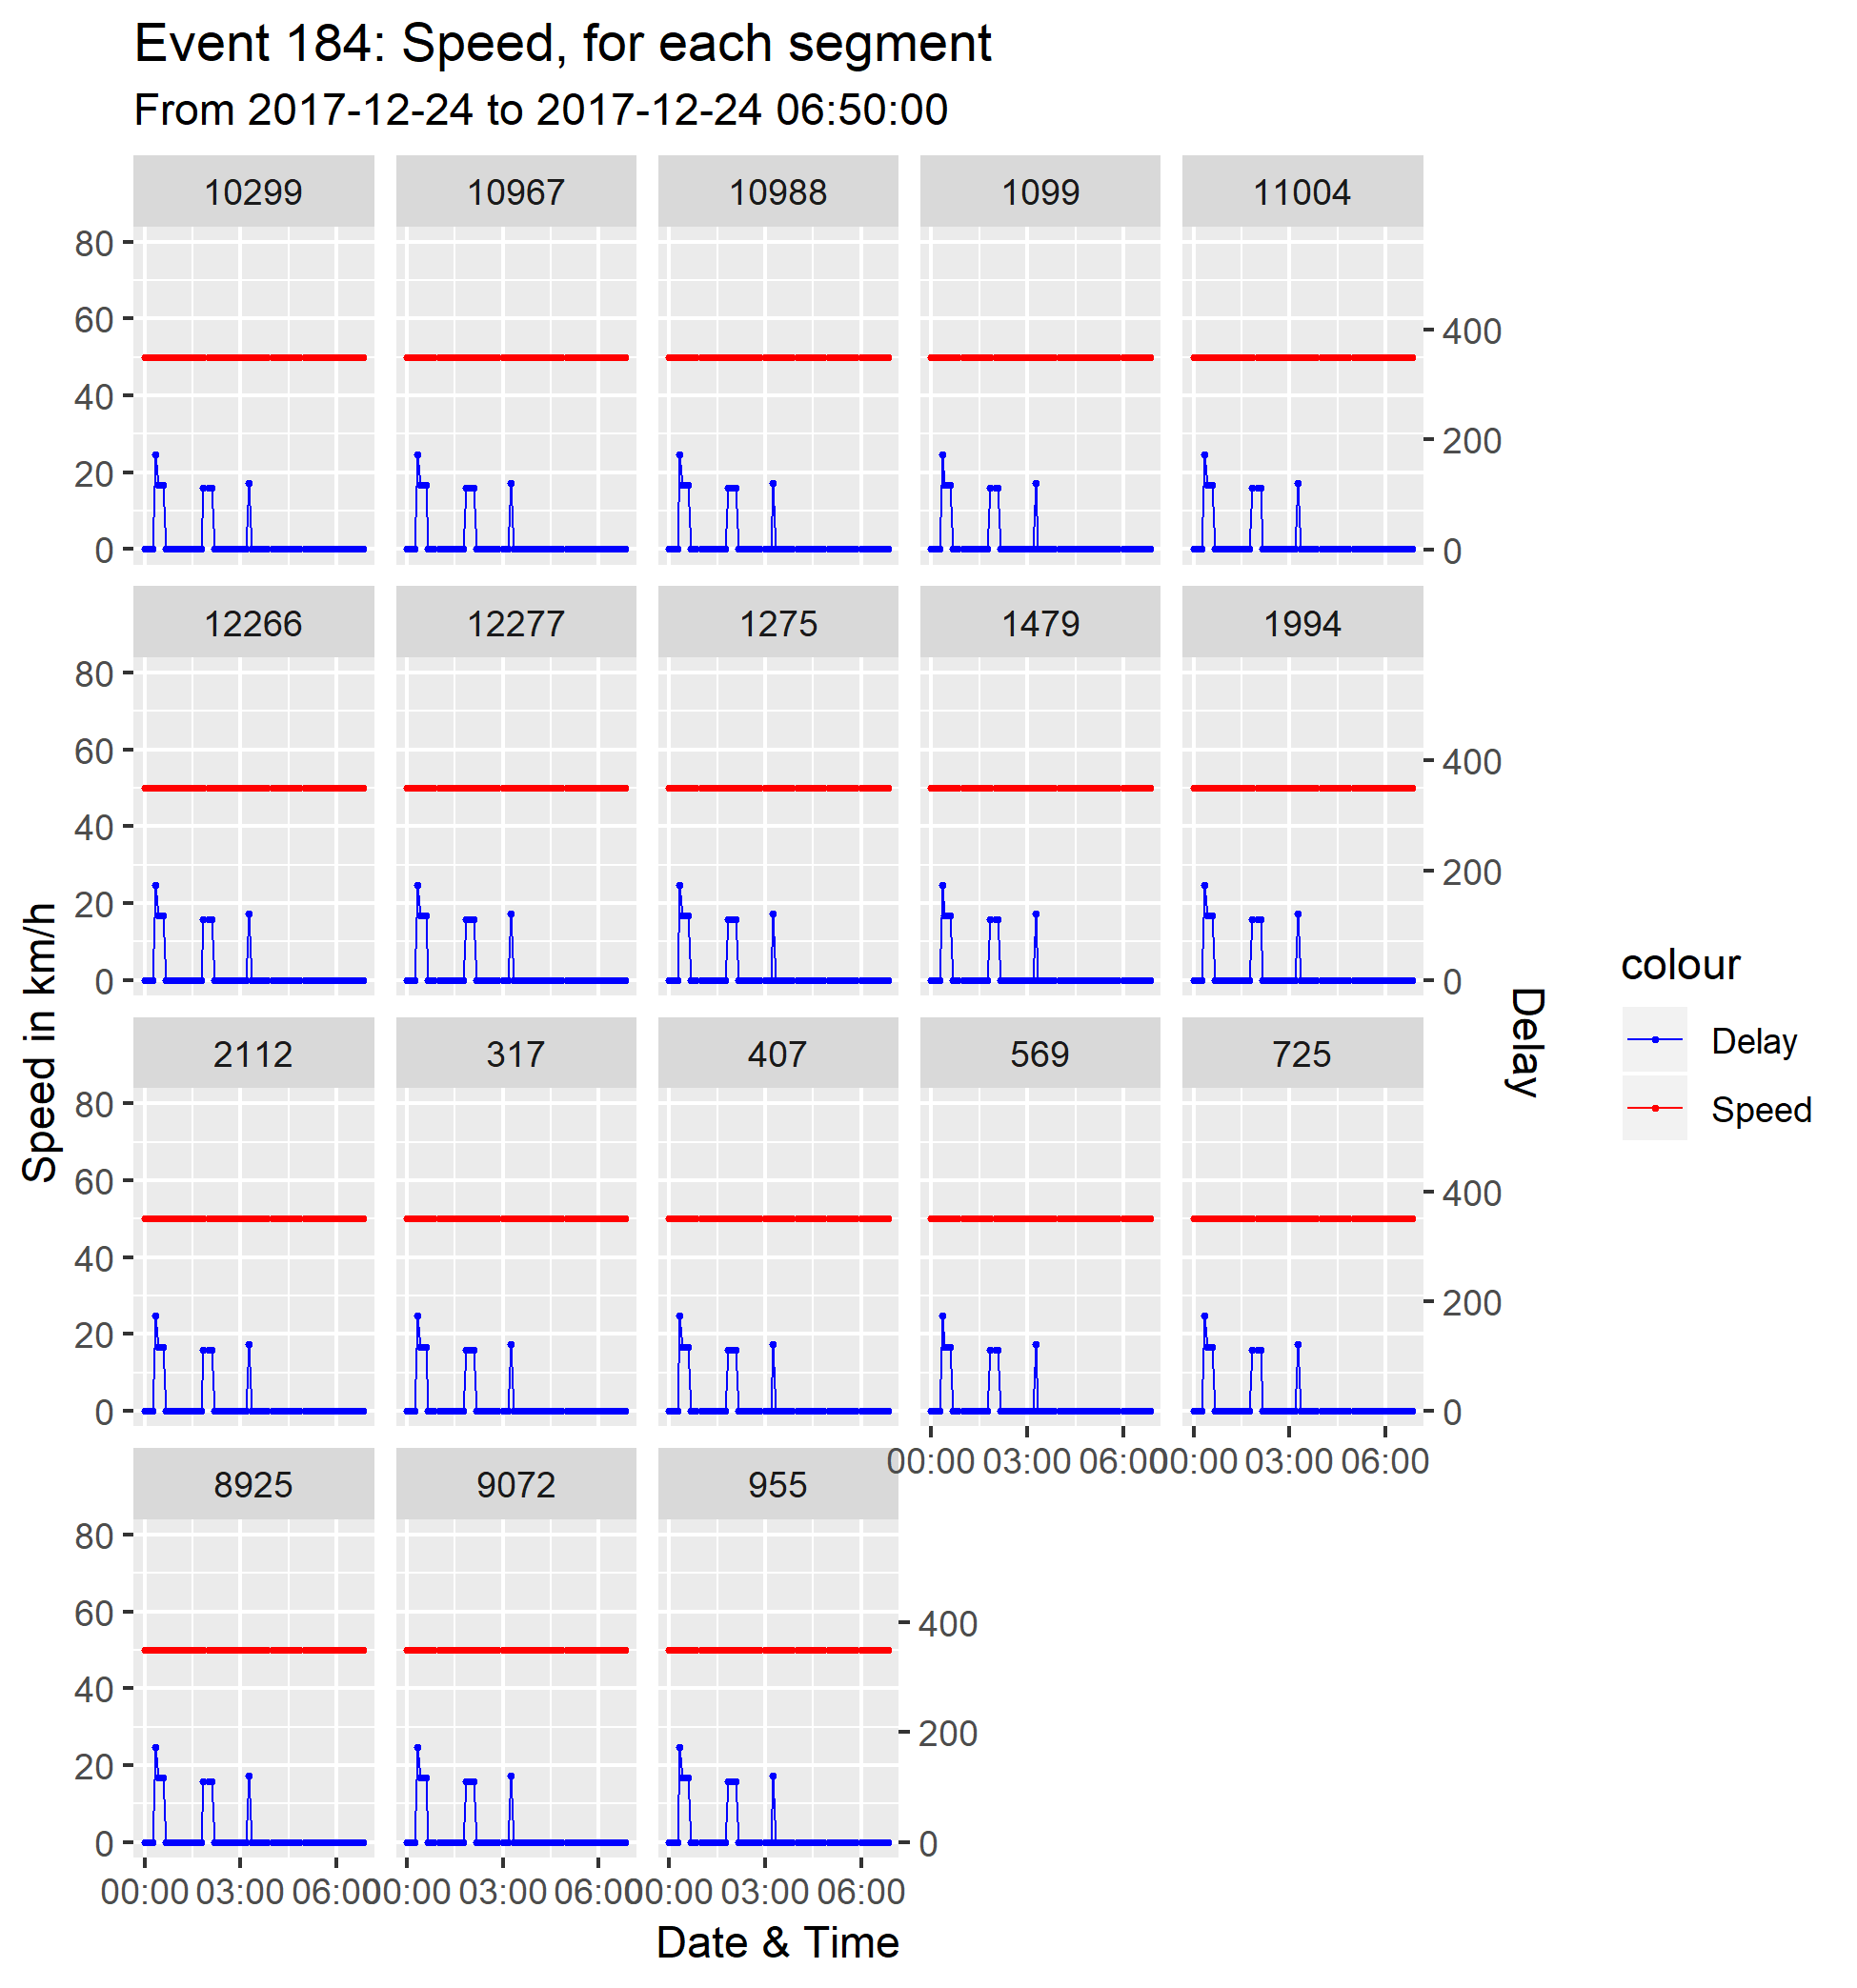 Event 184: Speed, for each segment
From 2017-12-24 to 2017-12-24 06:50:00
10299 10967 10988 1099 11004
80
60
40
20
0
400
200
0
12266 12277 1275 1479 1994
80
60
40
20
0
400
200
0
2112 317 407 569 725
80
60
40
20
0
400
200
0
00:00 03:00 06:00 00:00 03:00 06:00
8925 9072 955
80
60
40
20
0
400
200
0
00:00 03:00 06:00 00:00 03:00 06:00 00:00 03:00 06:00
Date & Time
Speed in km/h
Delay
colour
Delay
Speed